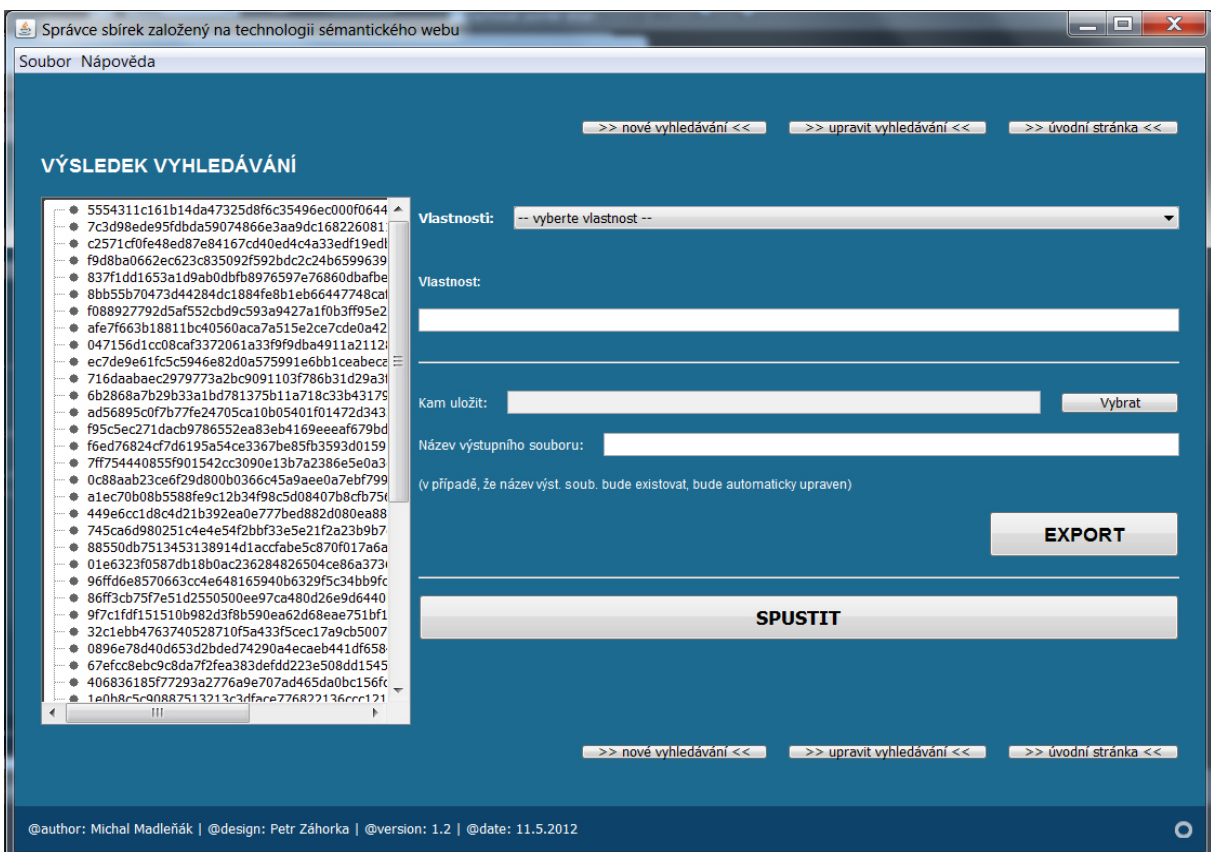 Správce sbírek založený na technologii sémantického webu
Soubor Nápověda
>> nové vyhledávání << >> upravit vyhledávání << >> úvodní stránka <<
VÝSLEDEK VYHLEDÁVÁNÍ
5554311c161b14da47325d8f6c35496ec000f0644
7c3d98ede95fdbda59074866e3aa9dc168226081
c2571cf0fe48ed87e84167cd40ed4c4a33edf19ed
f9d8ba0662ec623c835092f592bdc2c24b6599639
837f1dd1653a1d9ab0dbfb8976597e76860dbafbe
8bb55b70473d44284dc1884fe8b1eb66447748ca
f088927792d5af552cbd9c593a9427a1f0b3ff95e2
afe7f663b18811bc40560aca7a515e2ce7cde0a42
047156d1cc08caf3372061a33f9f9dba4911a2112
ec7de9e61fc5c5946e82d0a575991e6bb1ceabeca
716daabaec2979773a2bc9091103f786b31d29a3
6b2868a7b29b33a1bd781375b11a718c33b43179
ad56895c0f7b77fe24705ca10b05401f01472d343
f95c5ec271dacb9786552ea83eb4169eeeaf679bd
f6ed76824cf7d6195a54ce3367be85fb3593d0159
7ff754440855f901542cc3090e13b7a2386e5e0a3
0c88aab23ce6f29d800b0366c45a9aee0a7ebf799
a1ec70b08b5588fe9c12b34f98c5d08407b8cfb756
449e6cc1d8c4d21b392ea0e777bed882d080ea88
745ca6d980251c4e4e54f2bbf33e5e21f2a23b9b7
88550db7513453138914d1accfabe5c870f017a6a
01e6323f0587db18b0ac236284826504ce86a373
96ffd6e8570663cc4e648165940b6329f5c34bb9fc
86ff3cb75f7e51d2550500ee97ca480d26e9d6440
9f7c1fdf151510b982d3f8b590ea62d68eae751bf1
32c1ebb4763740528710f5a433f5cec17a9cb5007
0896e78d40d653d2bded74290a4ecaeb441df658
67efcc8ebc9c8da7f2fea383defdd223e508dd1545
406836185f77293a2776a9e707ad465da0bc156fc
1e0b8c5c90887513213c3dface776822136ccc121
Vlastnosti: -- vyberte vlastnost --
Vlastnost:
Kam uložit: Vybrat
Název výstupního souboru:
(v případě, že název výst. soub. bude existovat, bude automaticky upraven)
EXPORT
SPUSTIT
>> nové vyhledávání << >> upravit vyhledávání << >> úvodní stránka <<
@author: Michal Madleňák | @design: Petr Záhorka | @version: 1.2 | @date: 11.5.2012